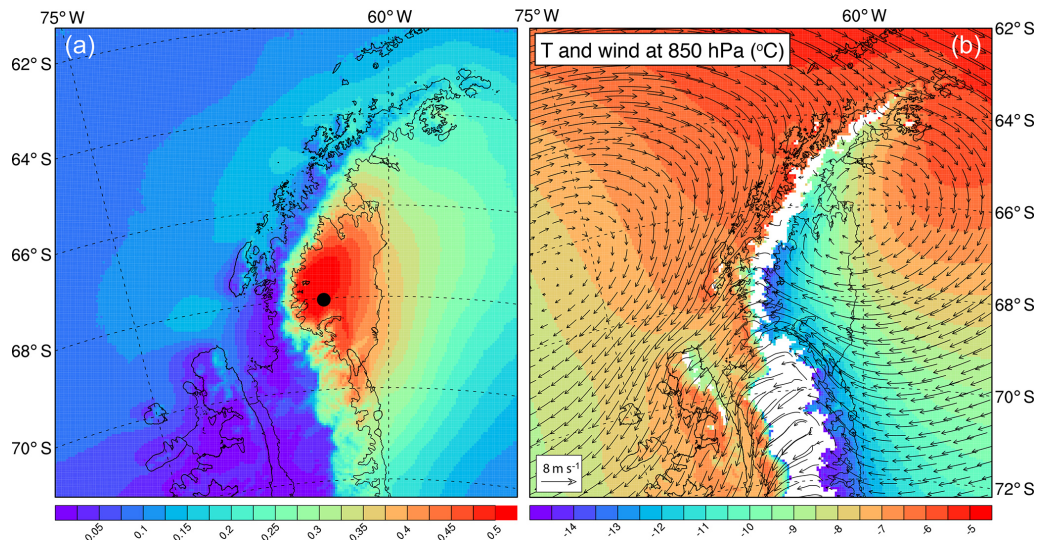 75°W 60°W 75°W 60°W
(a) T and wind at 850 hPa (°C) (b)
62°S 62°S
64°S 64°S
66°S 66°S
68°S 68°S
70°S 70°S
8 m s⁻¹ 72°S
0.05 0.1 0.15 0.2 0.25 0.3 0.35 0.4 0.45 0.5
-14 -13 -12 -11 -10 -9 -8 -7 -6 -5